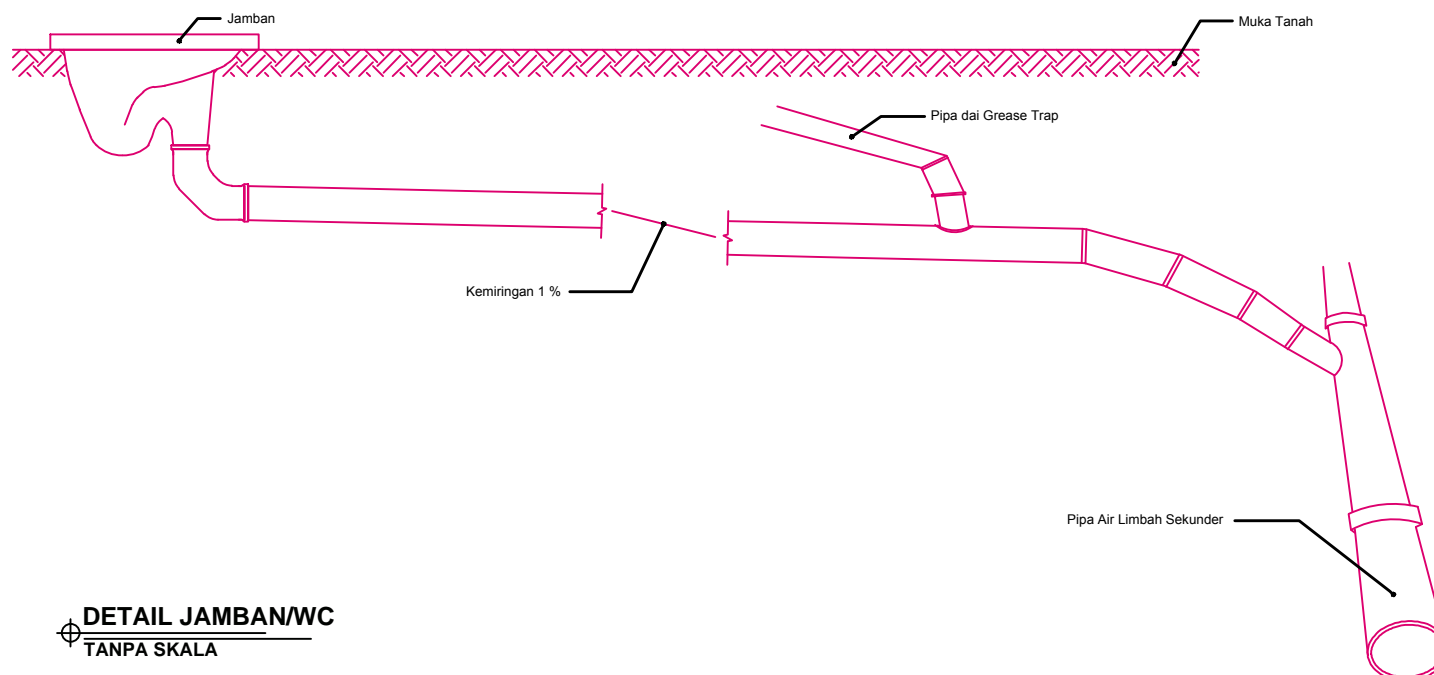 Jamban
Muka Tanah
Pipa dai Grease Trap
Kemiringan 1 %
Pipa Air Limbah Sekunder
DETAIL JAMBAN/WC
TANPA SKALA